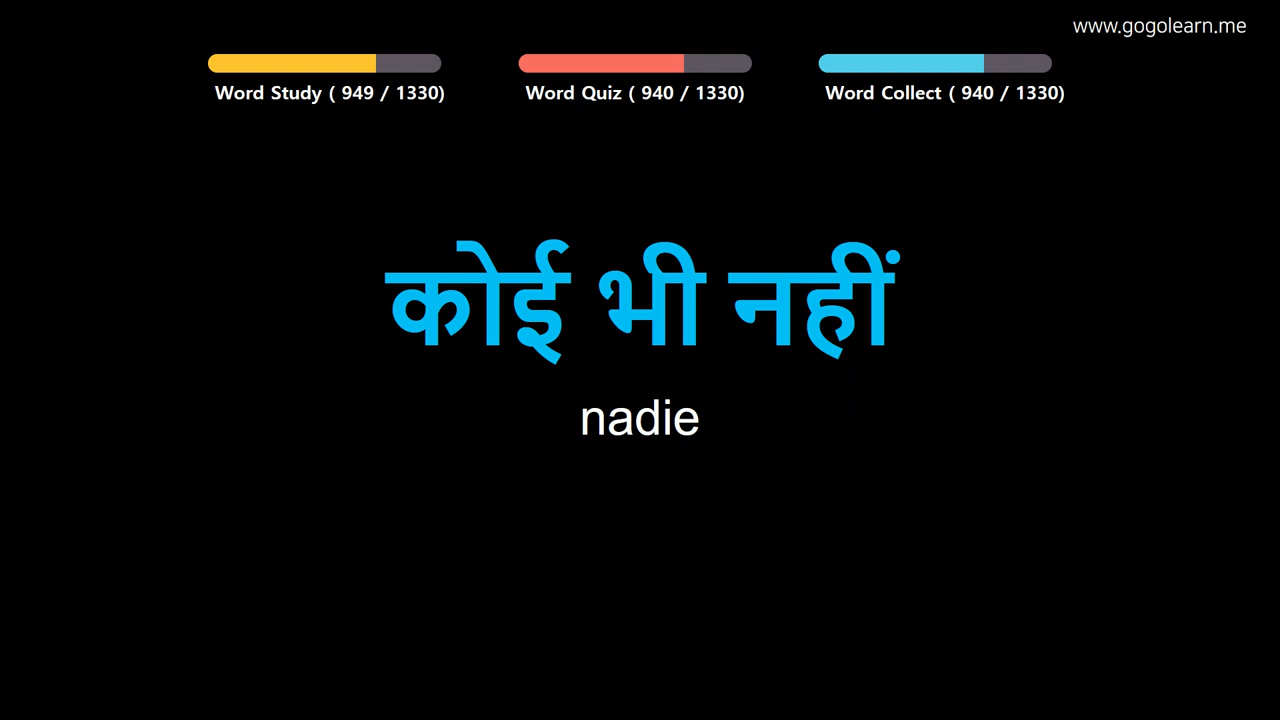 www.gogolearn.me
Word Study ( 949 / 1330)
Word Quiz ( 940 / 1330)
Word Collect ( 940 / 1330)
कोई भी नहीं
nadie